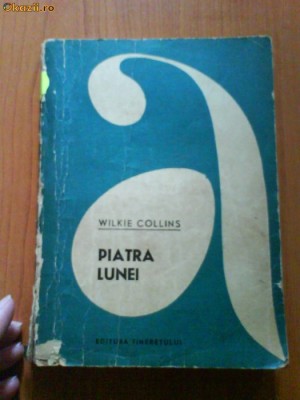 okazii.ro
a
WILKIE COLLINS
PIATRA
LUNEI
EDITURA TINERETULUI